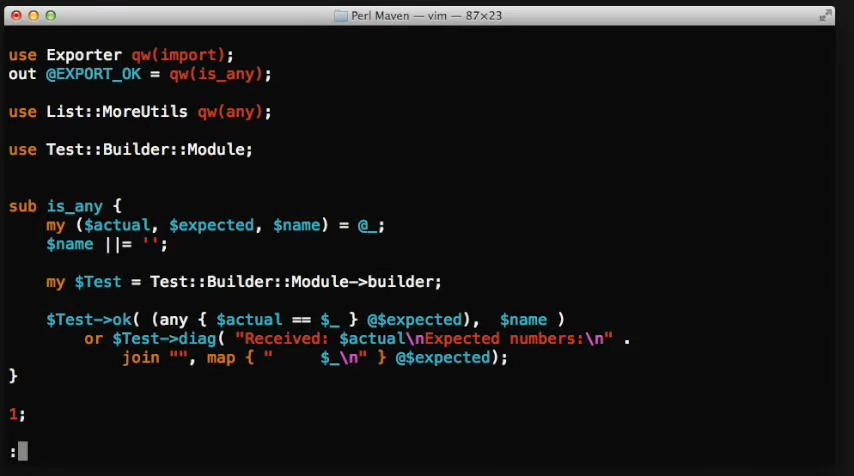 Perl Maven — vim — 87×23
use Exporter qw(import);
out @EXPORT_OK = qw(is_any);
use List::MoreUtils qw(any);
use Test::Builder::Module;
sub is_any {
    my ($actual, $expected, $name) = @_;
    $name ||= '';
    my $Test = Test::Builder::Module->builder;
    $Test->ok( (any { $actual == $_ } @$expected),  $name )
        or $Test->diag( "Received: $actual\nExpected numbers:\n" .
            join "", map { "     $_\n" } @$expected);
}
1;
: